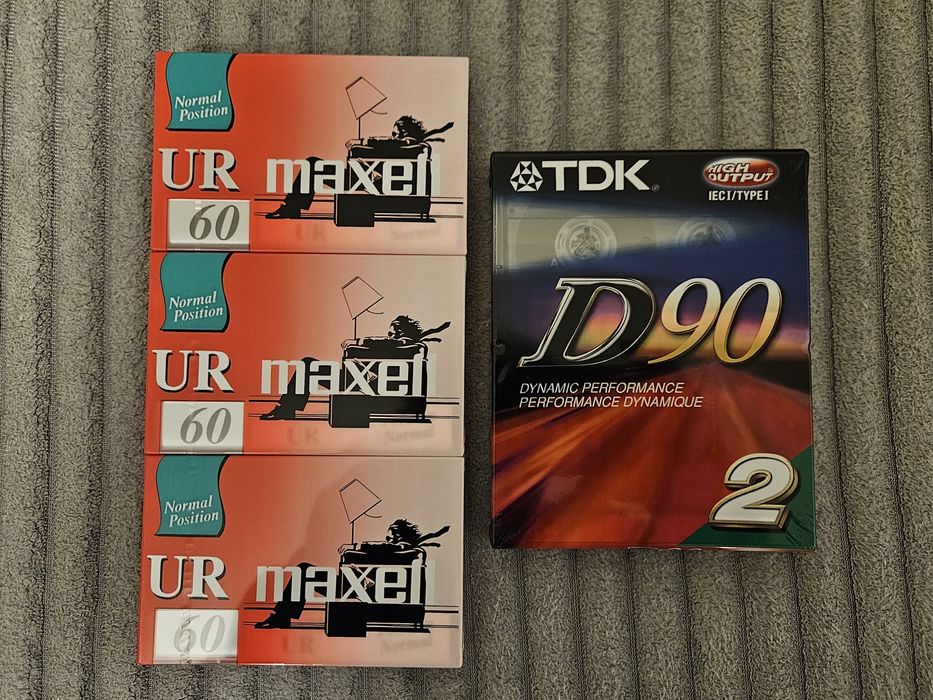 Normal
Position
UR
maxell
60
Normal
Position
UR
maxell
60
Normal
Position
UR
maxell
60
TDK
HIGH
OUTPUT
IEC I/TYPE I
A
D90
DYNAMIC PERFORMANCE
PERFORMANCE DYNAMIQUE
2